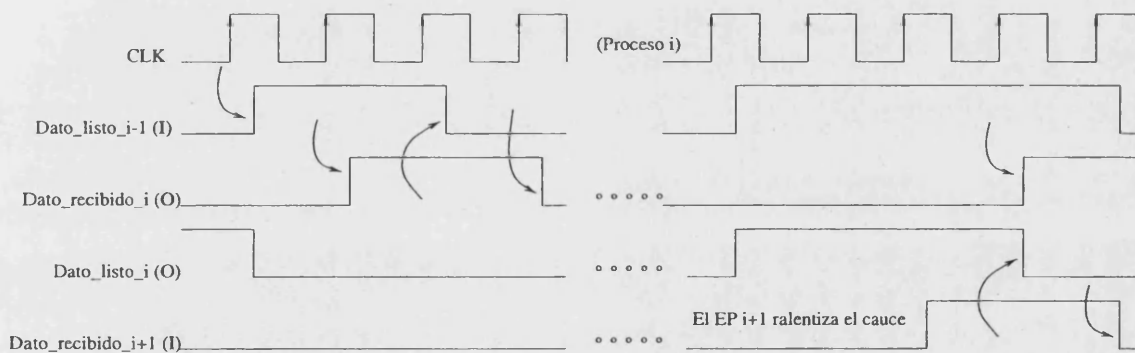 CLK
(Proceso i)
Dato_listo_i-1 (I)
Dato_recibido_i (O)
Dato_listo_i (O)
El EP i+1 ralentiza el cauce
Dato_recibido_i+1 (I)